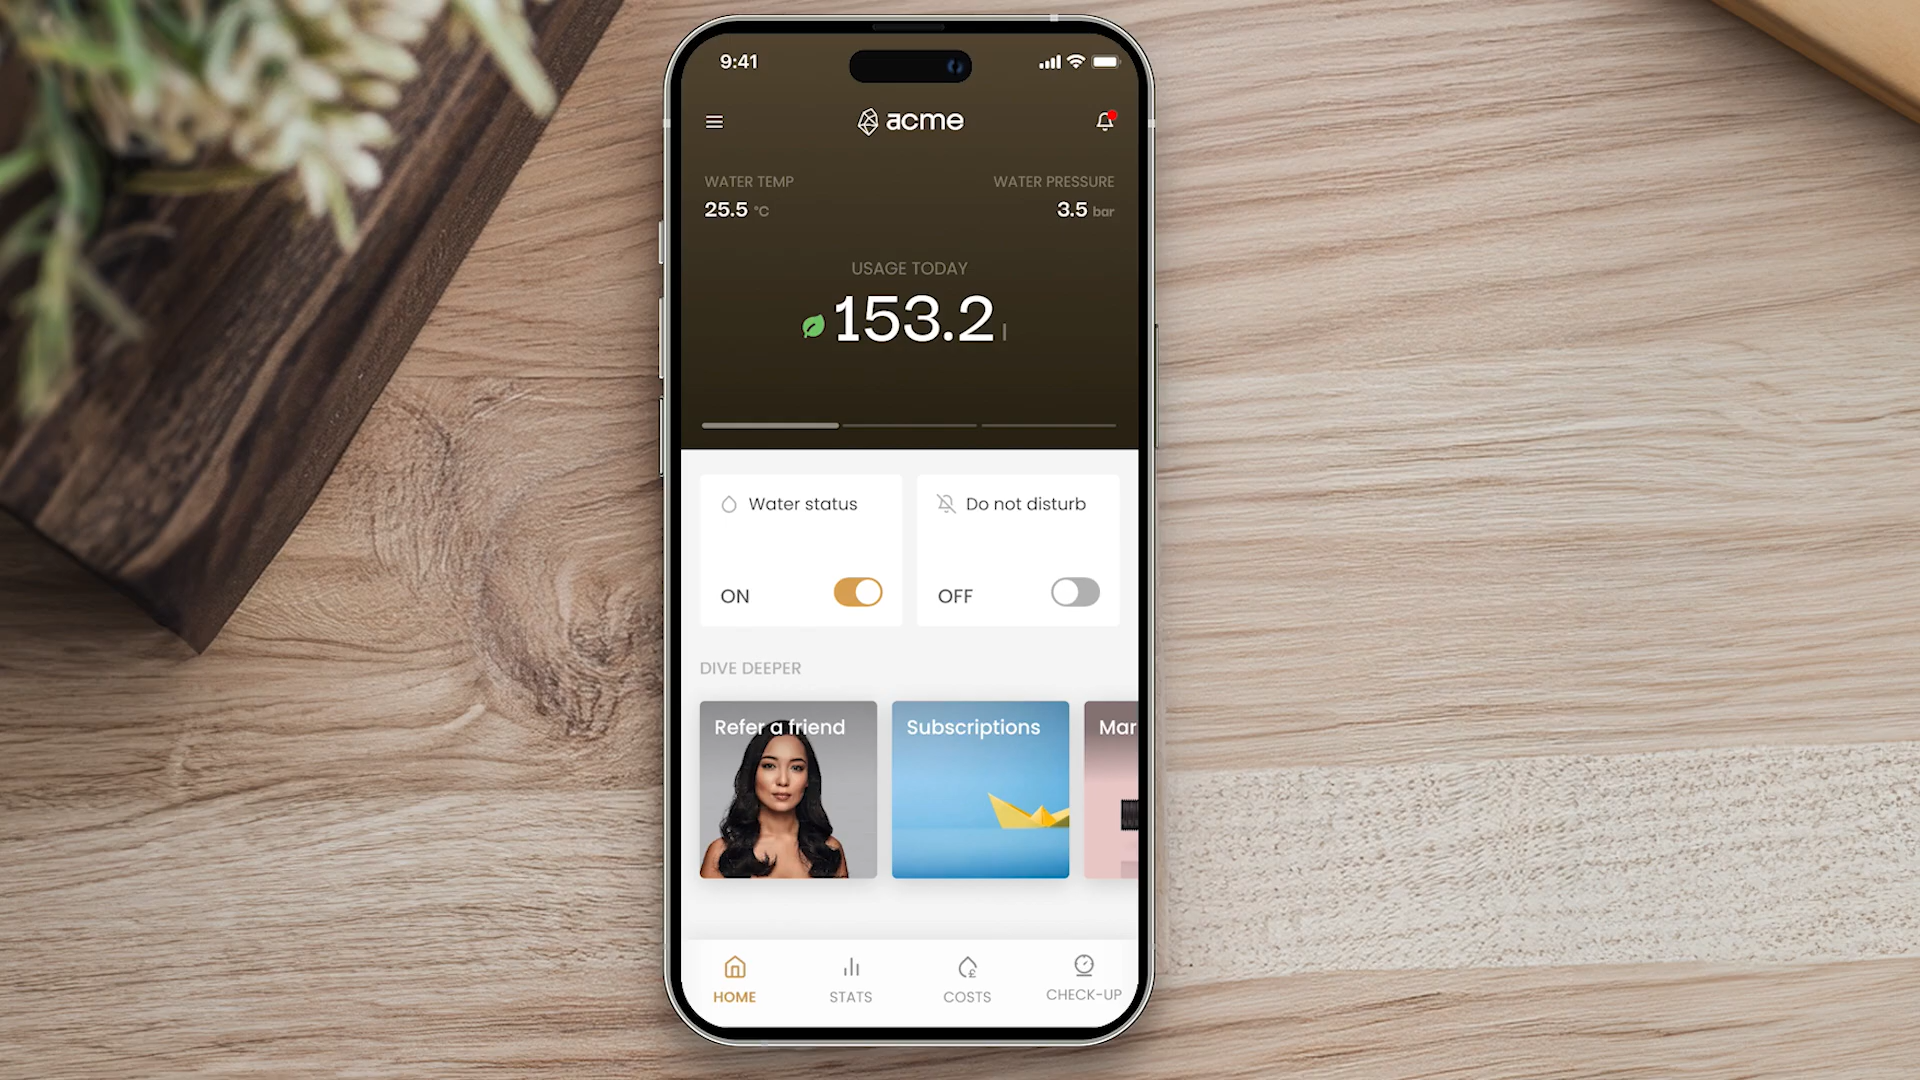 9:41
acme
WATER TEMP
WATER PRESSURE
25.5 °C
3.5 bar
USAGE TODAY
153.2 l
Water status
Do not disturb
ON
OFF
DIVE DEEPER
Refer a friend
Subscriptions
Mar
HOME
STATS
£
COSTS
CHECK-UP